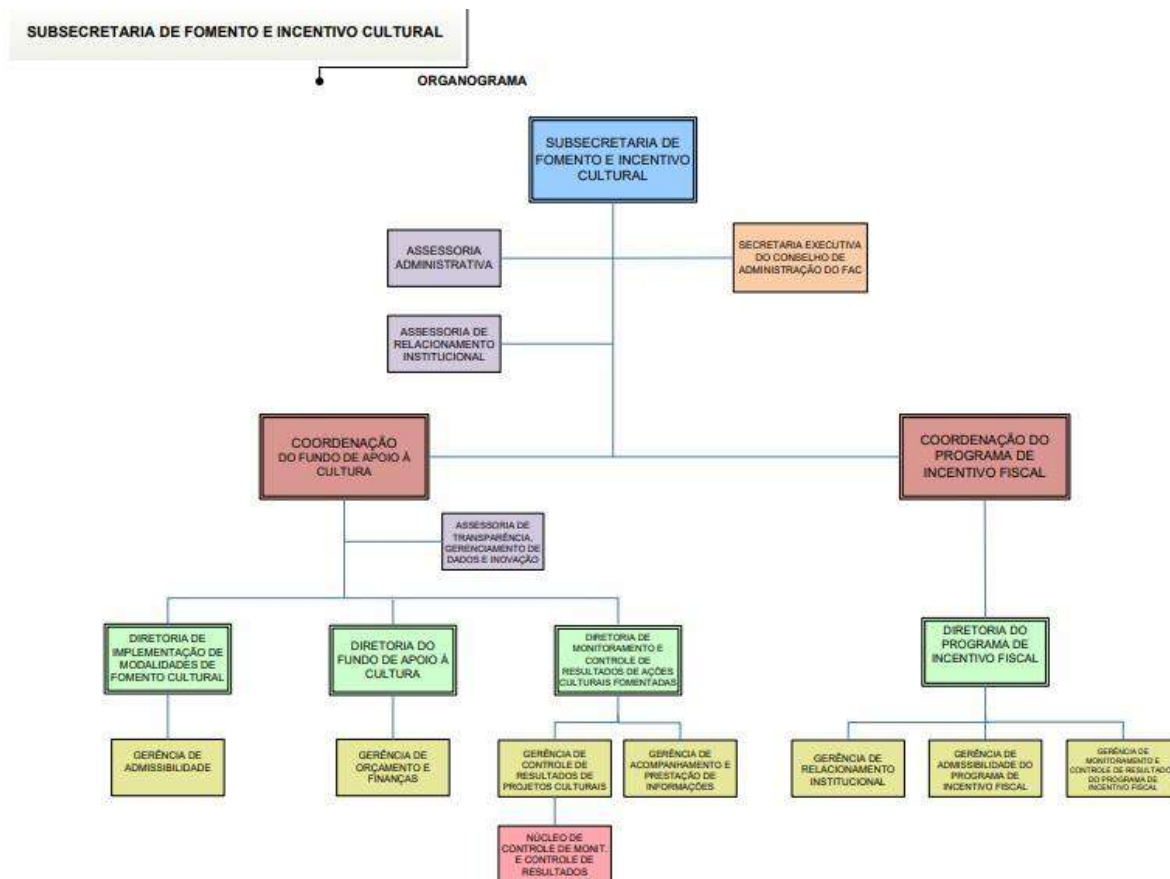 SUBSECRETARIA DE FOMENTO E INCENTIVO CULTURAL
ORGANOGRAMA
SUBSECRETARIA DE
FOMENTO E INCENTIVO
CULTURAL
ASSESSORIA
ADMINISTRATIVA
SECRETARIA EXECUTIVA
DO CONSELHO DE
ADMINISTRAÇÃO DO FAC
ASSESSORIA DE
RELACIONAMENTO
INSTITUCIONAL
COORDENAÇÃO
DO FUNDO DE APOIO À
CULTURA
COORDENAÇÃO DO
PROGRAMA DE
INCENTIVO FISCAL
ASSESSORIA DE
TRANSPARÊNCIA,
GERENCIAMENTO DE
DADOS E INOVAÇÃO
DIRETORIA DE
IMPLEMENTAÇÃO DE
MODALIDADES DE
FOMENTO CULTURAL
DIRETORIA DO
FUNDO DE APOIO À
CULTURA
DIRETORIA DE
MONITORAMENTO E
CONTROLE DE
RESULTADOS DE AÇÕES
CULTURAIS FOMENTADAS
DIRETORIA DO
PROGRAMA DE
INCENTIVO FISCAL
GERÊNCIA DE
ADMISSIBILIDADE
GERÊNCIA DE
ORÇAMENTO E
FINANÇAS
GERÊNCIA DE
CONTROLE DE
RESULTADOS DE
PROJETOS CULTURAIS
GERÊNCIA DE
ACOMPANHAMENTO E
PRESTAÇÃO DE
INFORMAÇÕES
GERÊNCIA DE
RELACIONAMENTO
INSTITUCIONAL
GERÊNCIA DE
ADMISSIBILIDADE DO
PROGRAMA DE
INCENTIVO FISCAL
GERÊNCIA DE
MONITORAMENTO E
CONTROLE DE RESULTADO
DO PROGRAMA DE
INCENTIVO FISCAL
NÚCLEO DE
CONTROLE DE MONIT.
E CONTROLE DE
RESULTADOS